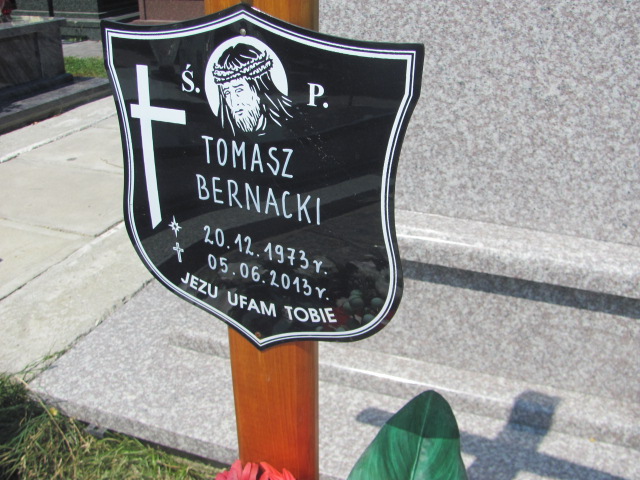 Ś. P.
TOMASZ
BERNACKI
20.12.1973 r.
05.06.2013 r.
JEZU UFAM TOBIE